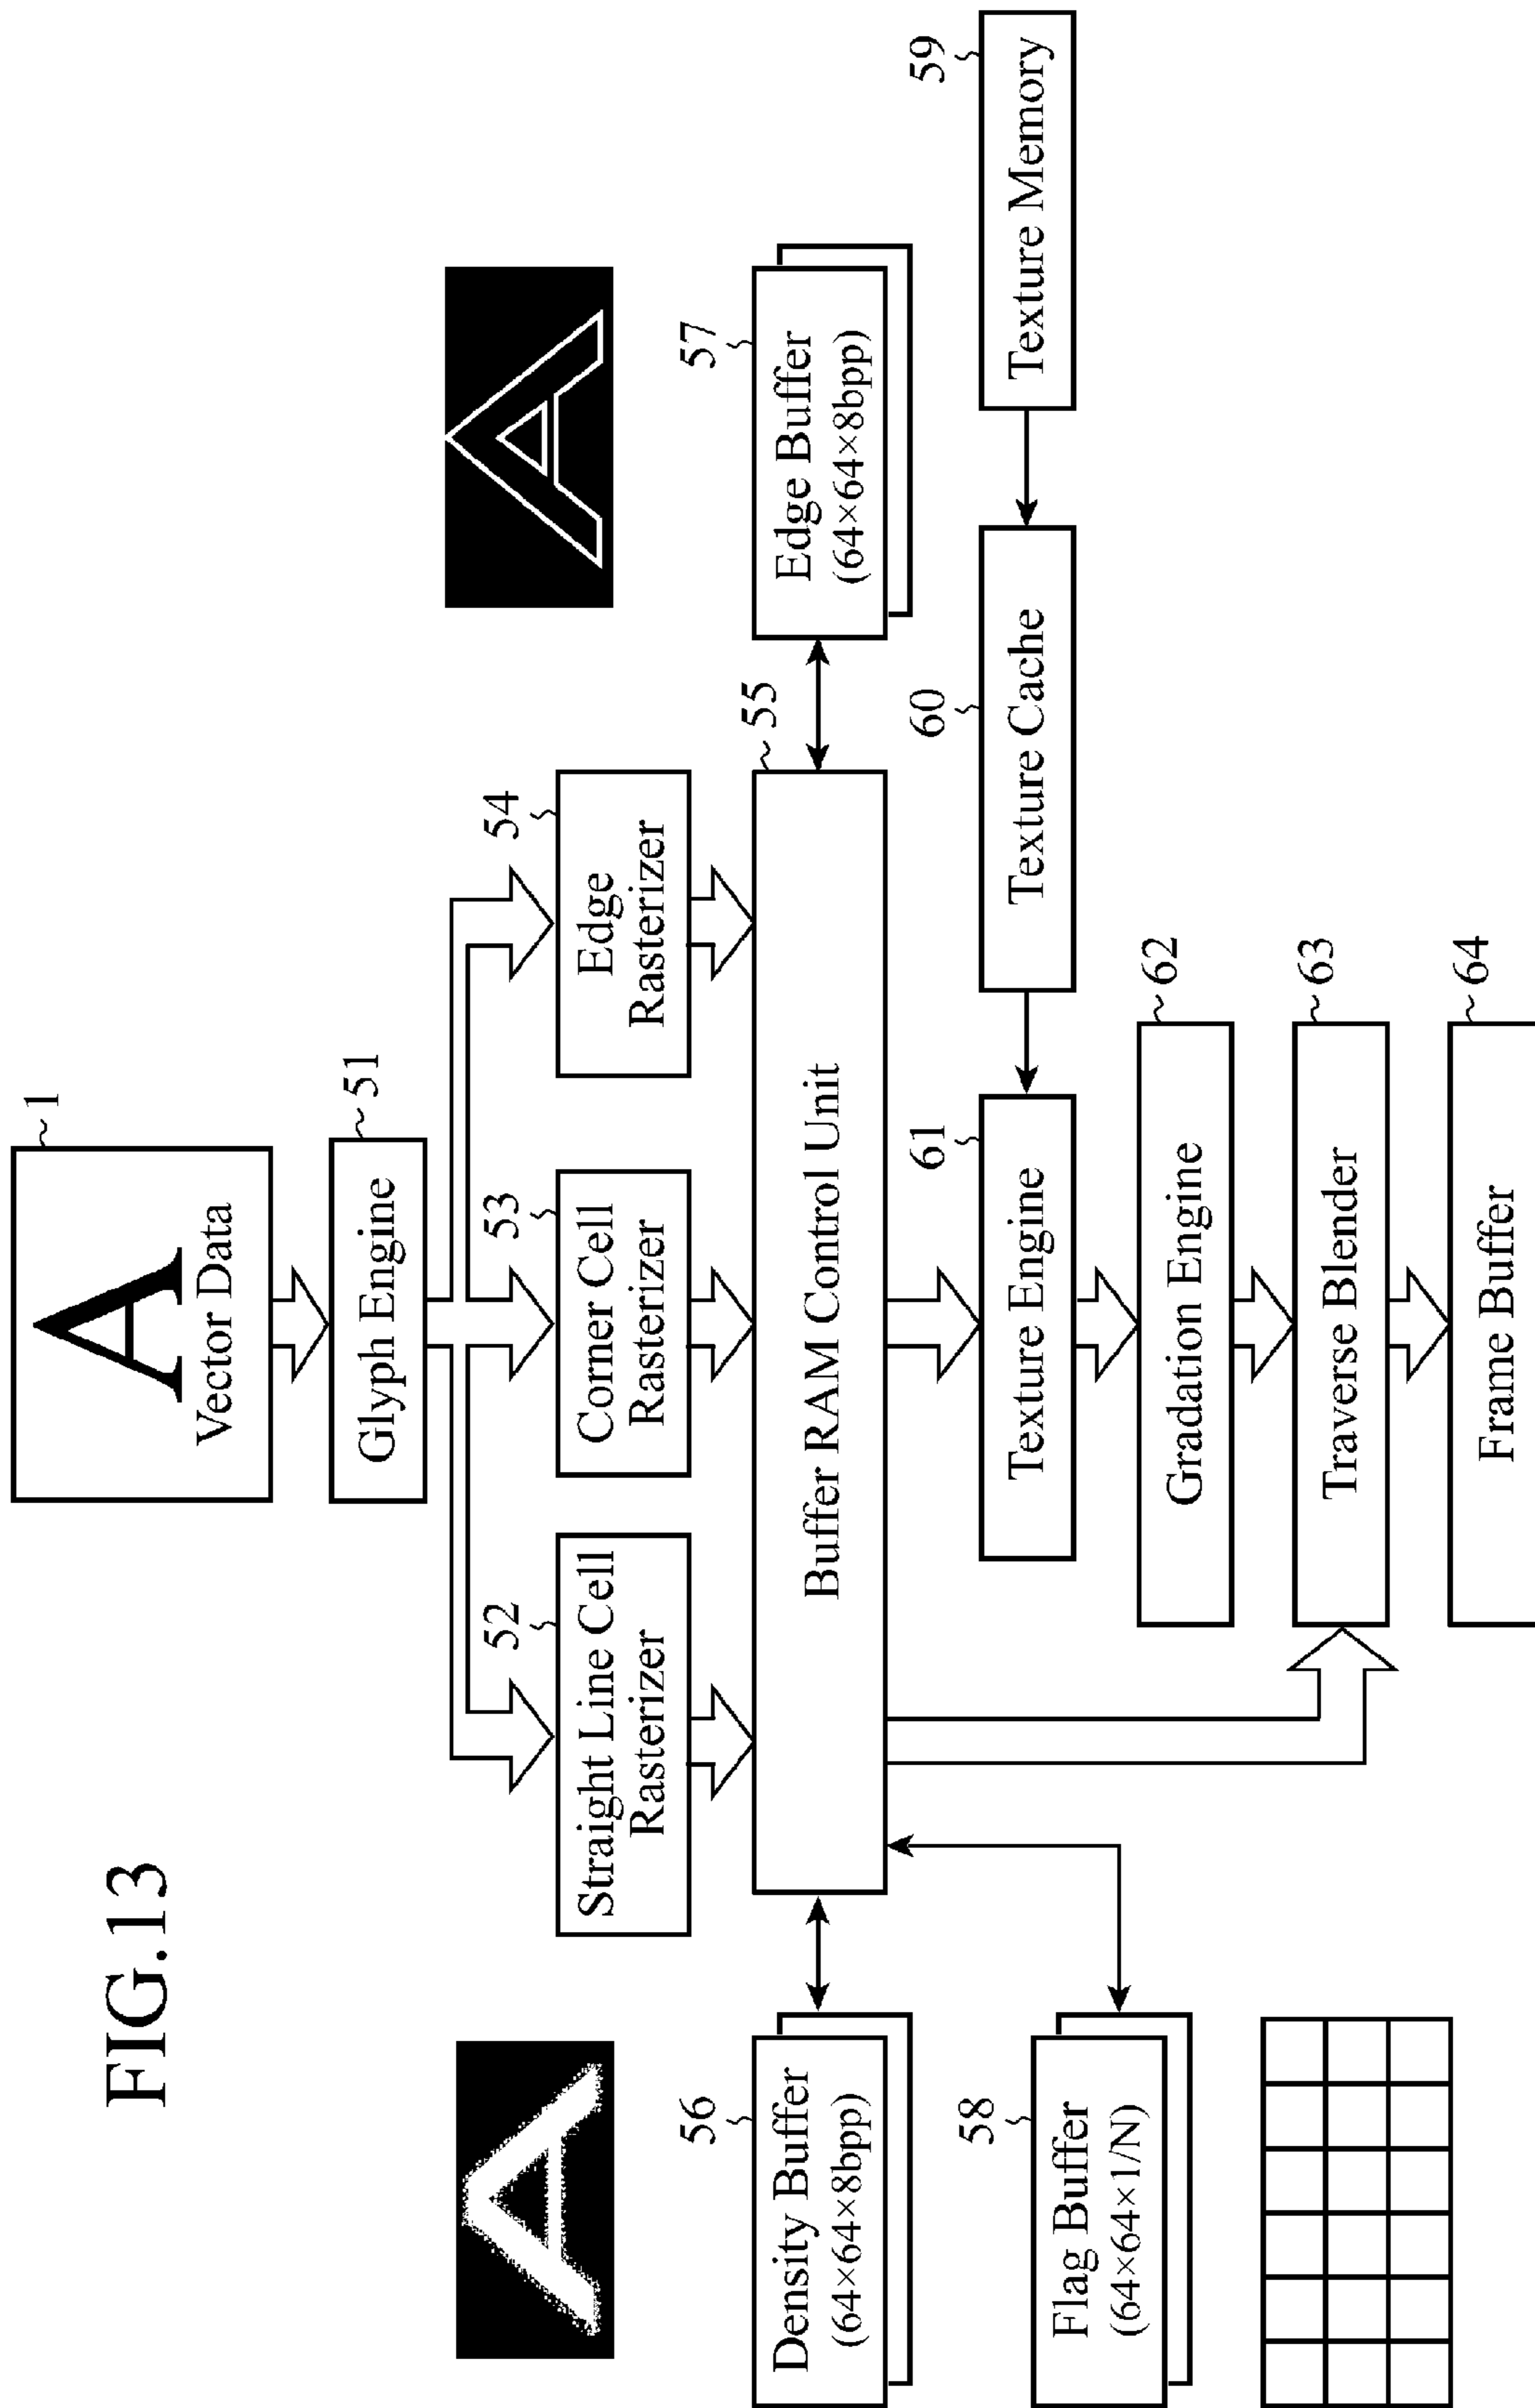 FIG.13
A
Vector Data
1
Glyph Engine
51
Straight Line Cell
Rasterizer
52
Corner Cell
Rasterizer
53
Edge
Rasterizer
54
A
A
Density Buffer
(64×64×8bpp)
56
Buffer RAM Control Unit
55
Edge Buffer
(64×64×8bpp)
57
Flag Buffer
(64×64×1/N)
58
Texture Engine
61
Texture Cache
60
Texture Memory
59
Gradation Engine
62
Traverse Blender
63
Frame Buffer
64